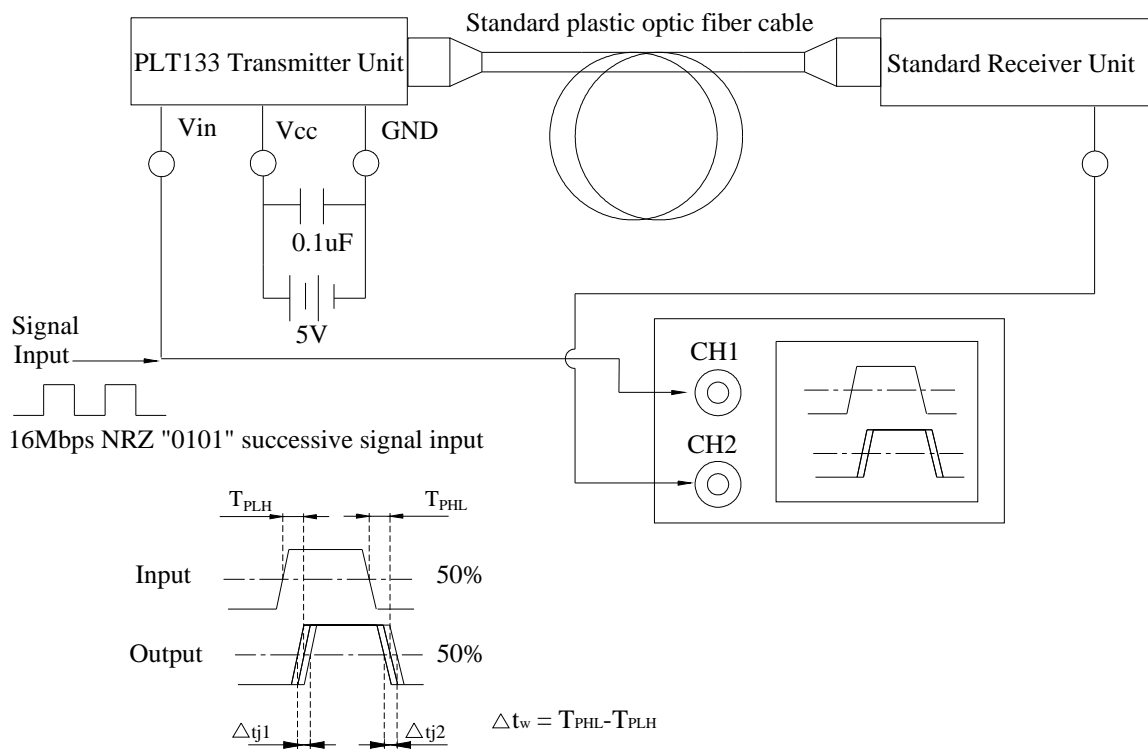 Standard plastic optic fiber cable
PLT133 Transmitter Unit
Standard Receiver Unit
Vin
Vcc
GND
0.1uF
5V
Signal
Input
16Mbps NRZ "0101" successive signal input
CH1
CH2
TPLH
TPHL
Input
50%
Output
50%
△tj1
△tj2
△tw = TPHL-TPLH